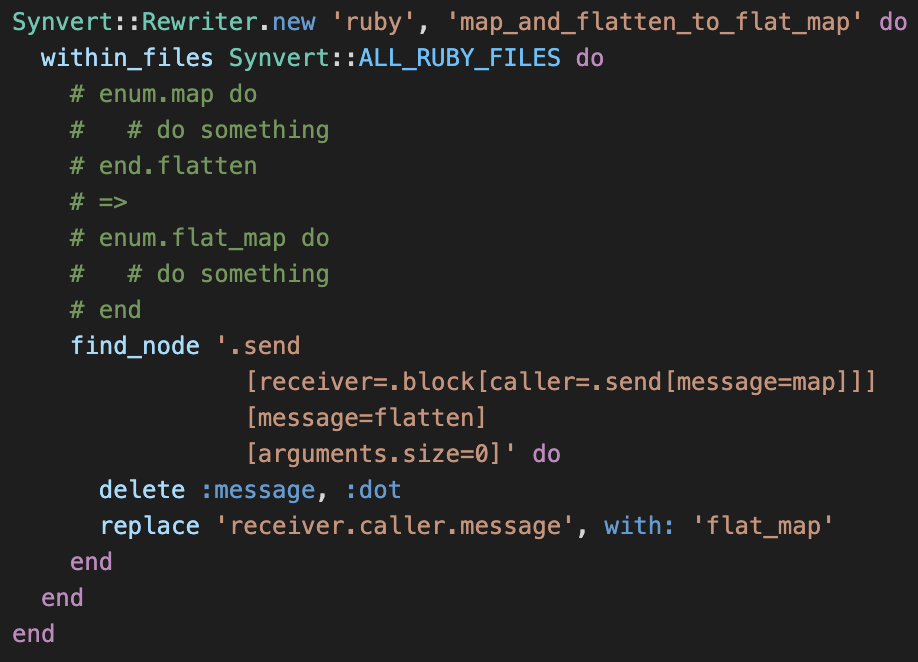 Synvert::Rewriter.new 'ruby', 'map_and_flatten_to_flat_map' do
  within_files Synvert::ALL_RUBY_FILES do
    # enum.map do
    #   # do something
    # end.flatten
    # =>
    # enum.flat_map do
    #   # do something
    # end
    find_node '.send
                [receiver=.block[caller=.send[message=map]]]
                [message=flatten]
                [arguments.size=0]' do
      delete :message, :dot
      replace 'receiver.caller.message', with: 'flat_map'
    end
  end
end